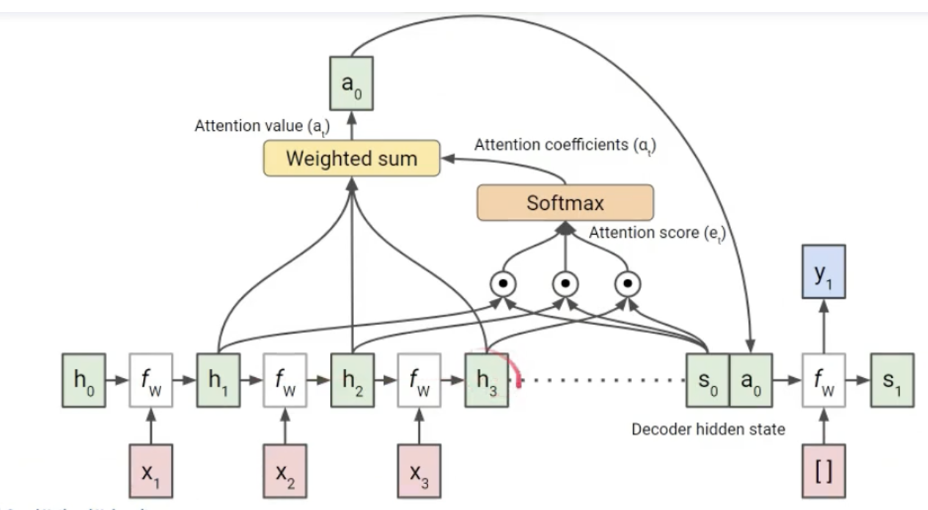 a0
Attention value (at)
Attention coefficients (αt)
Weighted sum
Softmax
Attention score (et)
y1
h0 fW h1 fW h2 fW h3 s0 a0 fW s1
Decoder hidden state
x1 x2 x3 []